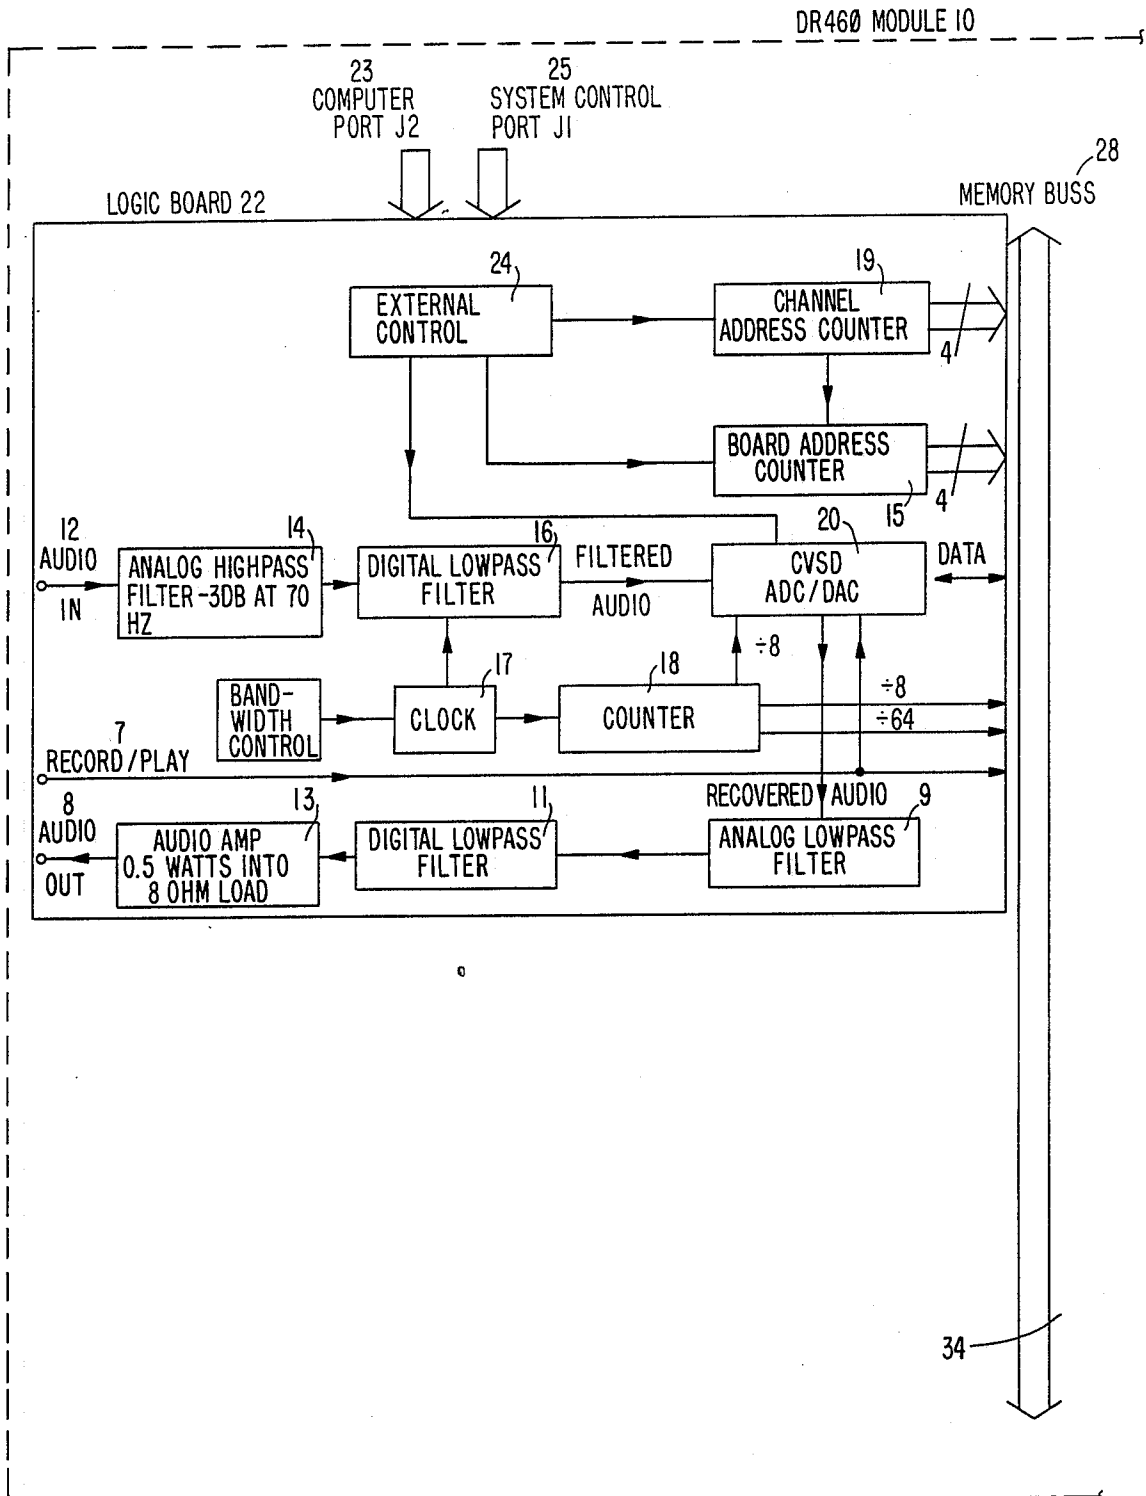 DR460 MODULE 10
23
COMPUTER
PORT J2
25
SYSTEM CONTROL
PORT J1
28
MEMORY BUSS
LOGIC BOARD 22
24
EXTERNAL
CONTROL
19
CHANNEL
ADDRESS COUNTER
4
BOARD ADDRESS
COUNTER
15
4
12
AUDIO
IN
14
ANALOG HIGHPASS
FILTER-3DB AT 70
HZ
16
DIGITAL LOWPASS
FILTER
FILTERED
AUDIO
20
CVSD
ADC/DAC
DATA
÷8
BAND-
WIDTH
CONTROL
17
CLOCK
18
COUNTER
÷8
÷64
7
RECORD/PLAY
8
AUDIO
OUT
13
AUDIO AMP
0.5 WATTS INTO
8 OHM LOAD
11
DIGITAL LOWPASS
FILTER
RECOVERED AUDIO
9
ANALOG LOWPASS
FILTER
34